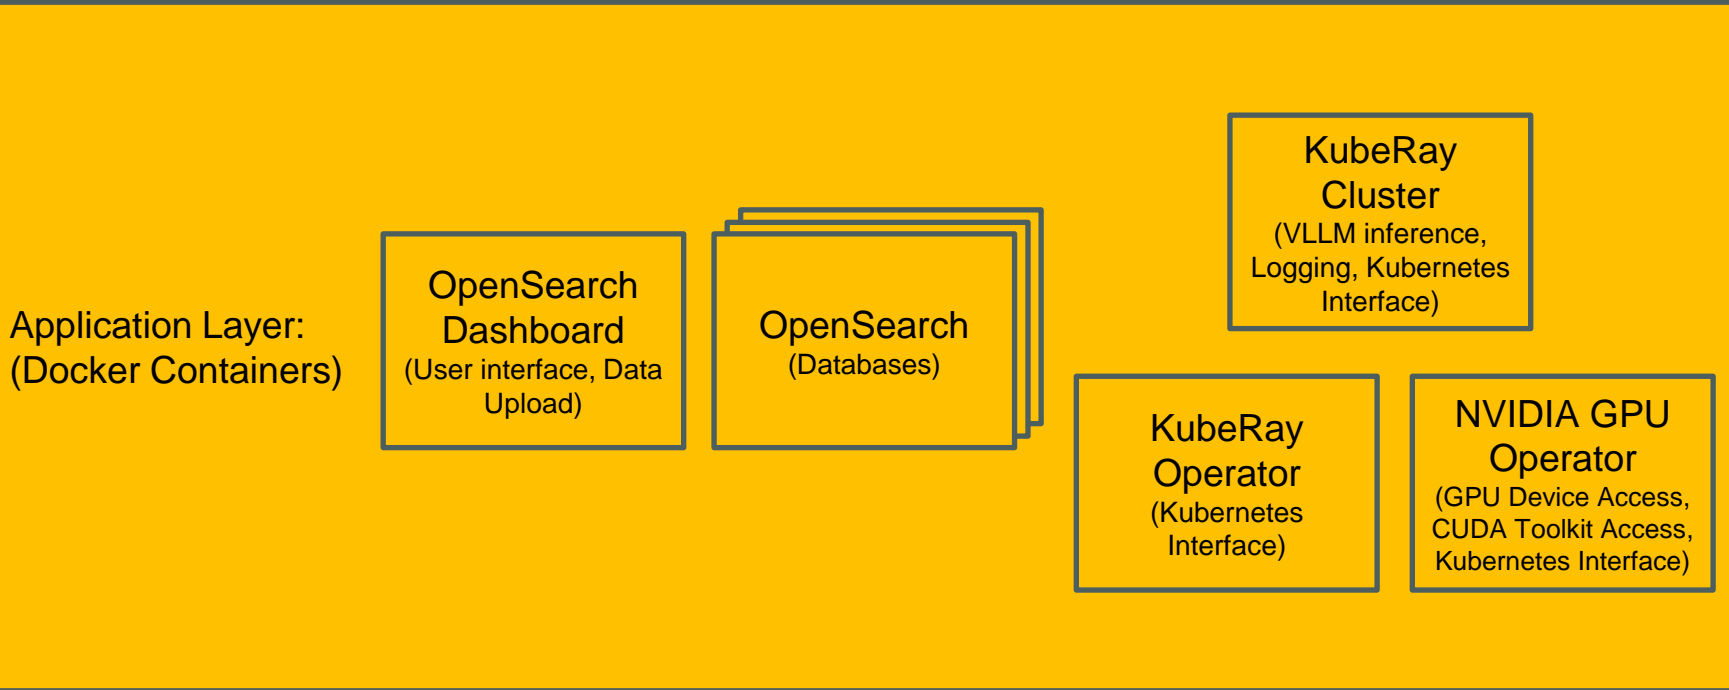 Application Layer:
(Docker Containers)
OpenSearch
Dashboard
(User interface, Data
Upload)
OpenSearch
(Databases)
KubeRay
Cluster
(VLLM inference,
Logging, Kubernetes
Interface)
KubeRay
Operator
(Kubernetes
Interface)
NVIDIA GPU
Operator
(GPU Device Access,
CUDA Toolkit Access,
Kubernetes Interface)